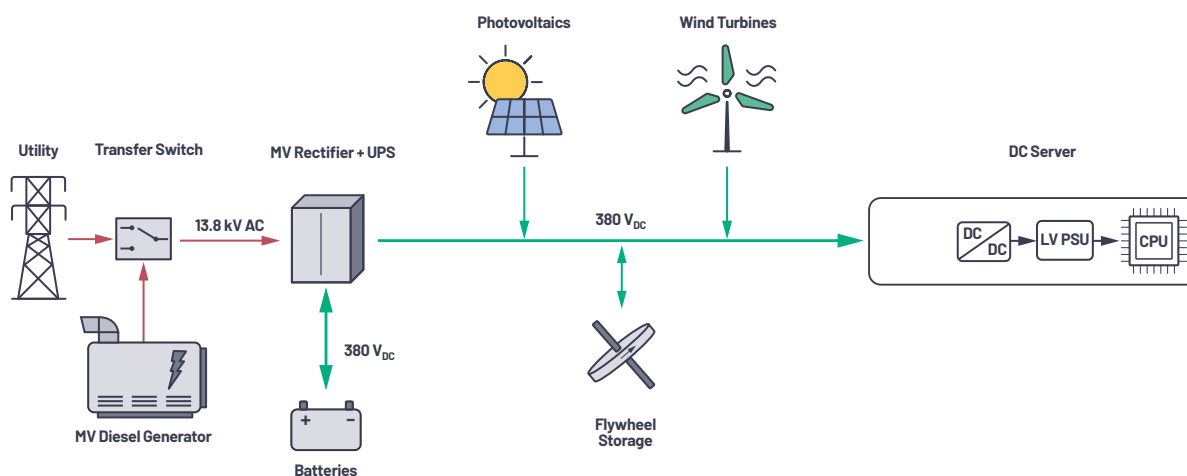 Photovoltaics
Wind Turbines
Utility
Transfer Switch
MV Rectifier + UPS
DC Server
13.8 kV AC
380 VDC
DC
DC
LV PSU
CPU
380 VDC
+ −
MV Diesel Generator
Flywheel
Storage
Batteries